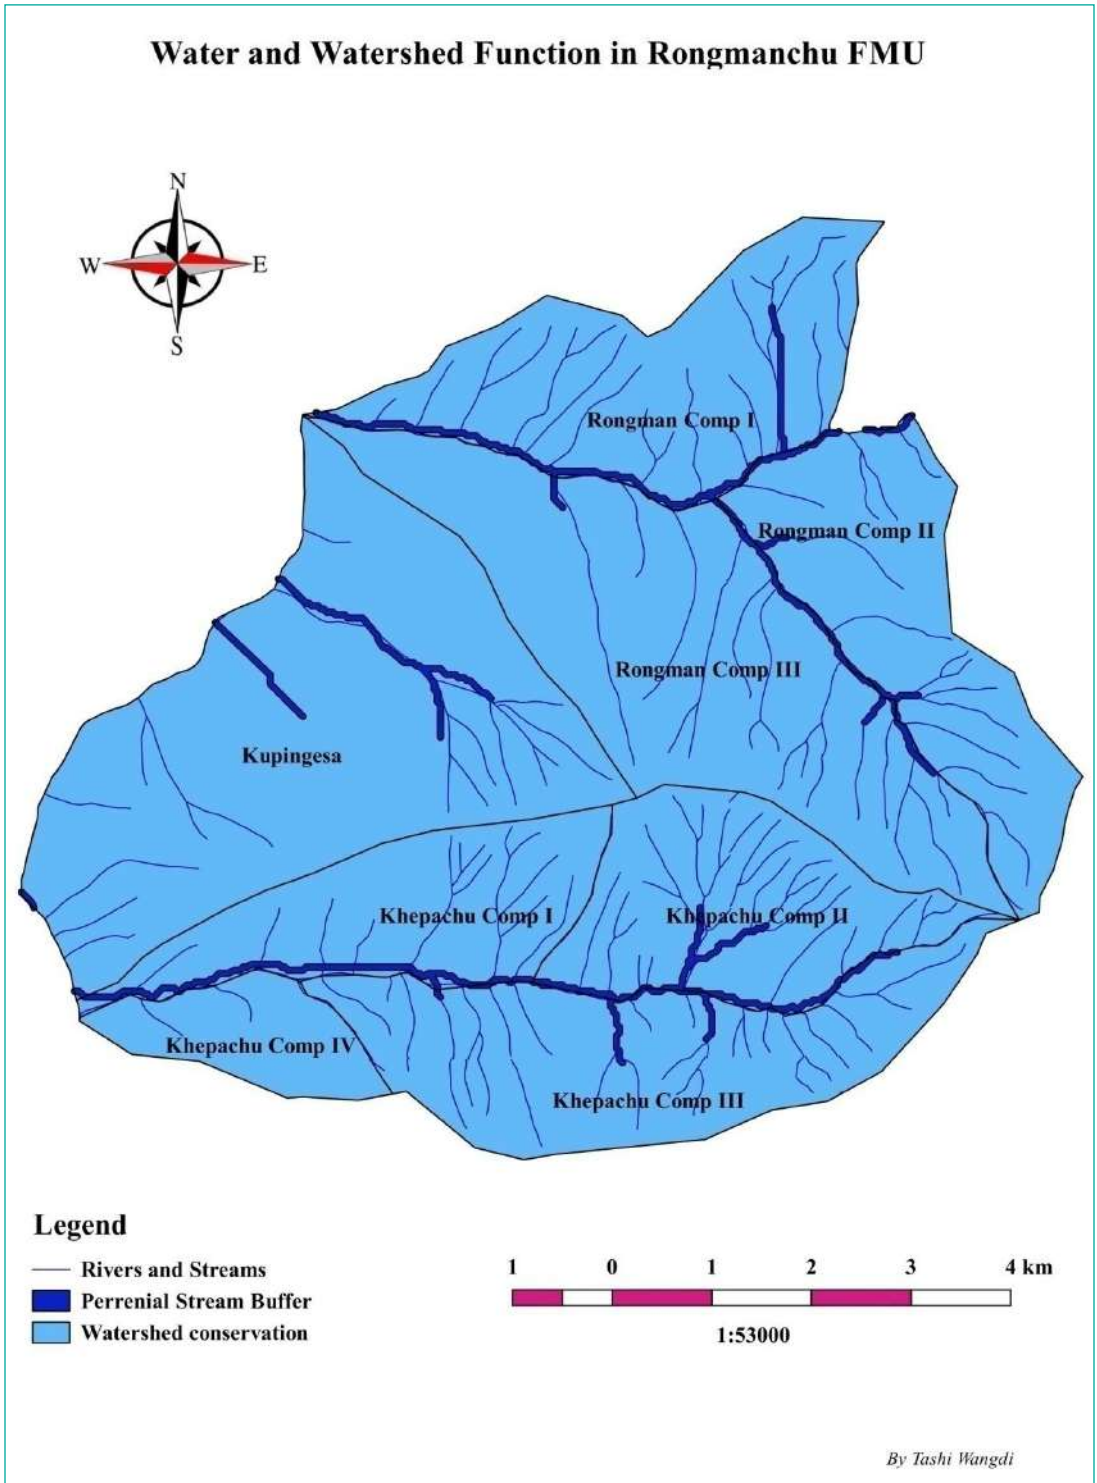 Water and Watershed Function in Rongmanchu FMU
N
W E
S
Rongman Comp I
Rongman Comp II
Rongman Comp III
Kupingesa
Khepachu Comp I
Khepachu Comp II
Khepachu Comp IV
Khepachu Comp III
Legend
Rivers and Streams
Perrenial Stream Buffer
Watershed conservation
1 0 1 2 3 4 km
1:53000
By Tashi Wangdi